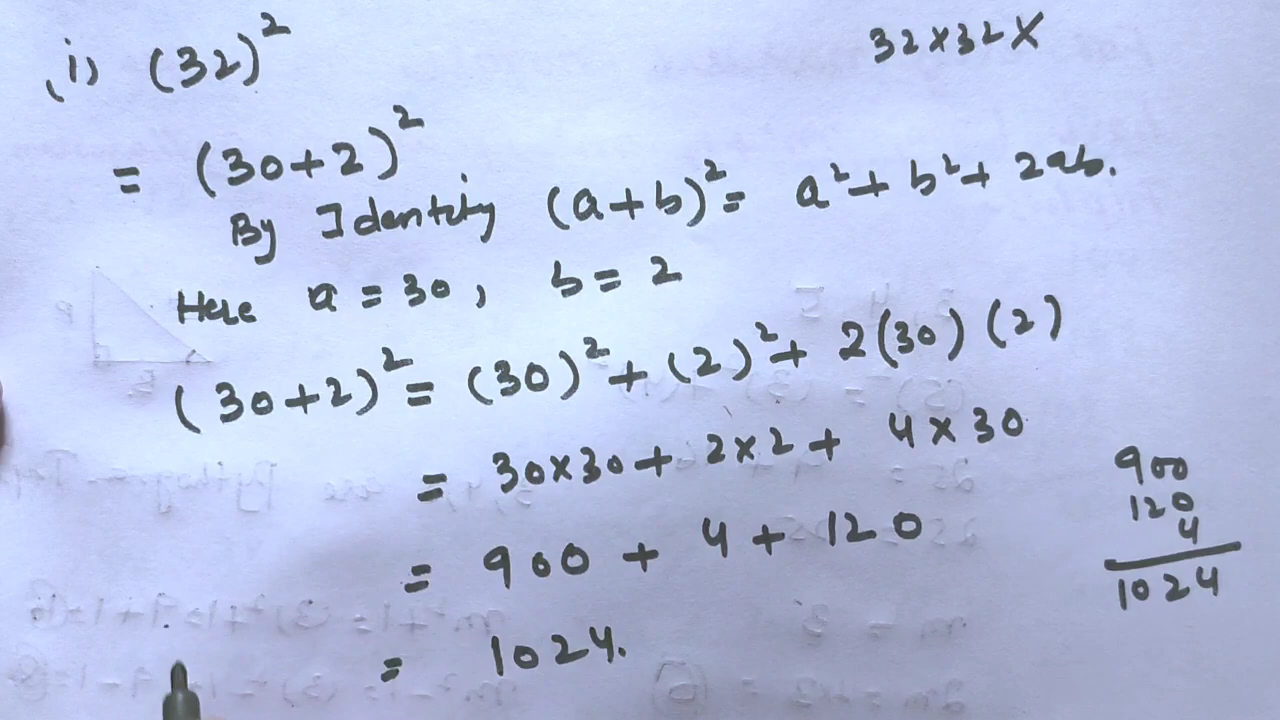 (i) (32)²
32×32 X
= (30+2)²
By Identity (a+b)² = a²+ b²+ 2ab.
Here a = 30, b = 2
(30+2)² = (30)² + (2)² + 2(30) (2)
= 30×30 + 2×2 + 4×30
= 900 + 4 + 120
= 1024.
900
120
4
1024